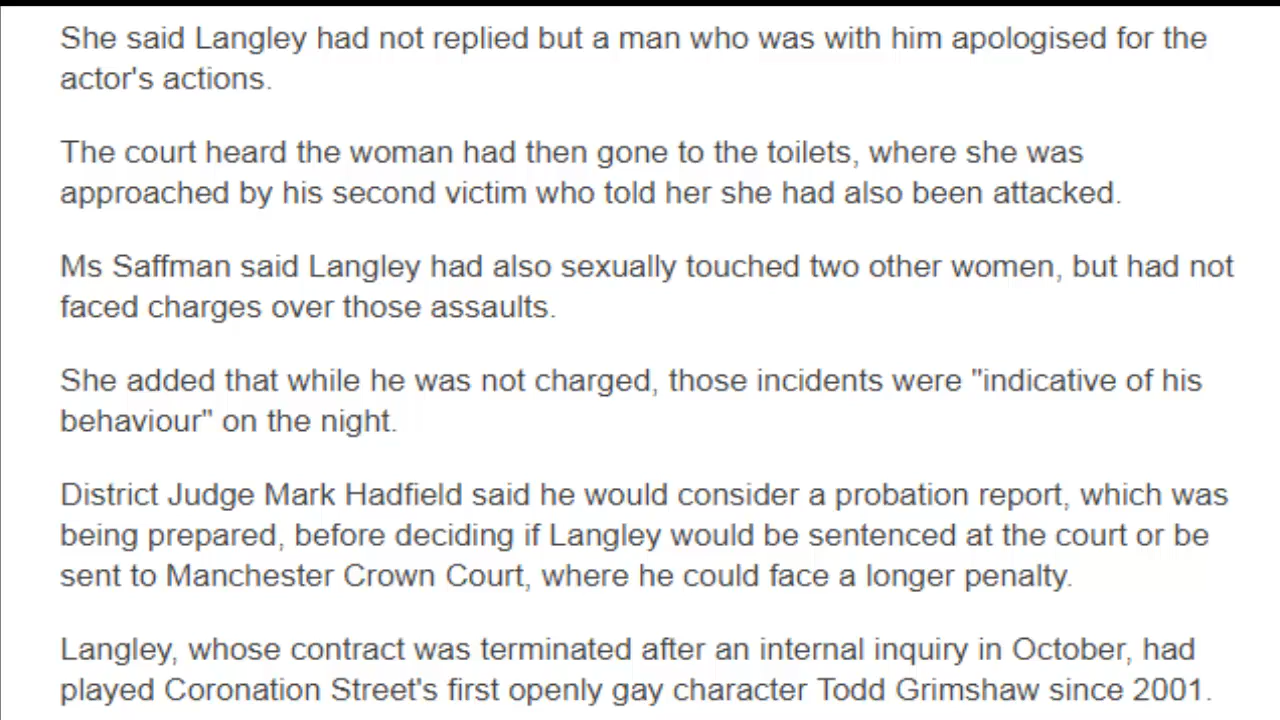 She said Langley had not replied but a man who was with him apologised for the
actor's actions.
The court heard the woman had then gone to the toilets, where she was
approached by his second victim who told her she had also been attacked.
Ms Saffman said Langley had also sexually touched two other women, but had not
faced charges over those assaults.
She added that while he was not charged, those incidents were "indicative of his
behaviour" on the night.
District Judge Mark Hadfield said he would consider a probation report, which was
being prepared, before deciding if Langley would be sentenced at the court or be
sent to Manchester Crown Court, where he could face a longer penalty.
Langley, whose contract was terminated after an internal inquiry in October, had
played Coronation Street's first openly gay character Todd Grimshaw since 2001.